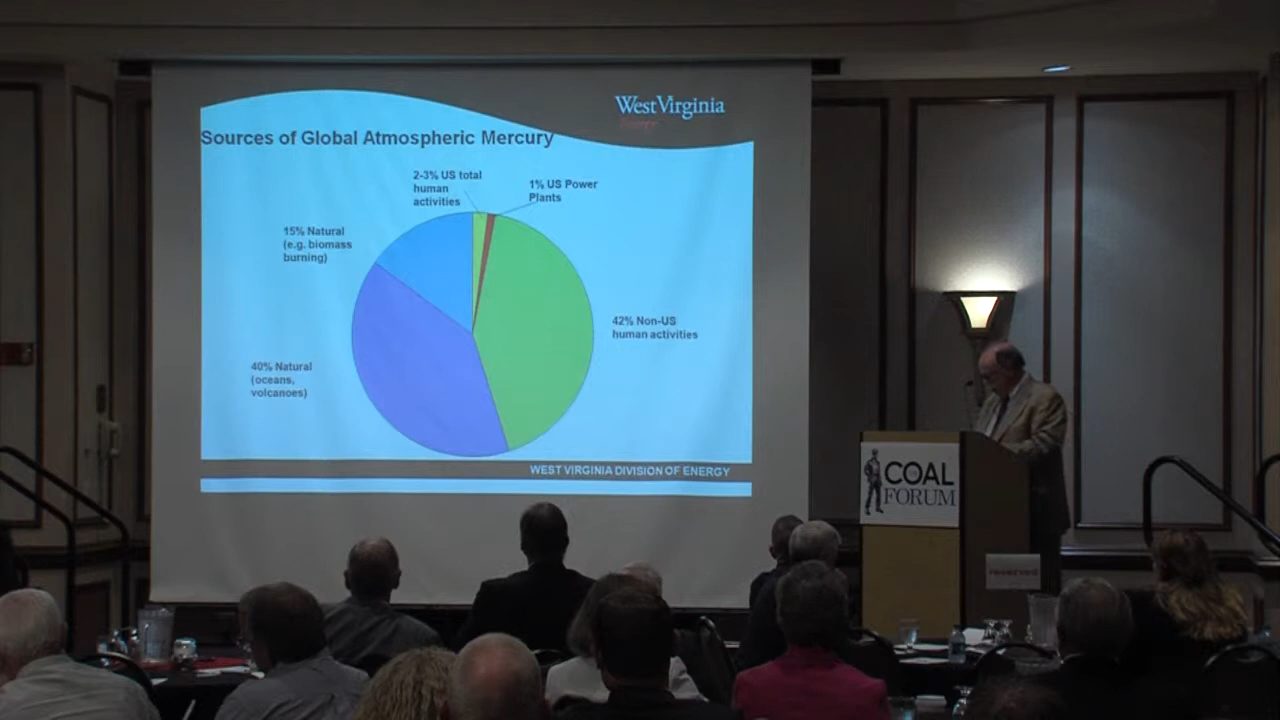 West Virginia
Sources of Global Atmospheric Mercury
2-3% US total
human
activities
1% US Power
Plants
15% Natural
(e.g. biomass
burning)
42% Non-US
human activities
40% Natural
(oceans,
volcanoes)
WEST VIRGINIA DIVISION OF ENERGY
COAL
FORUM